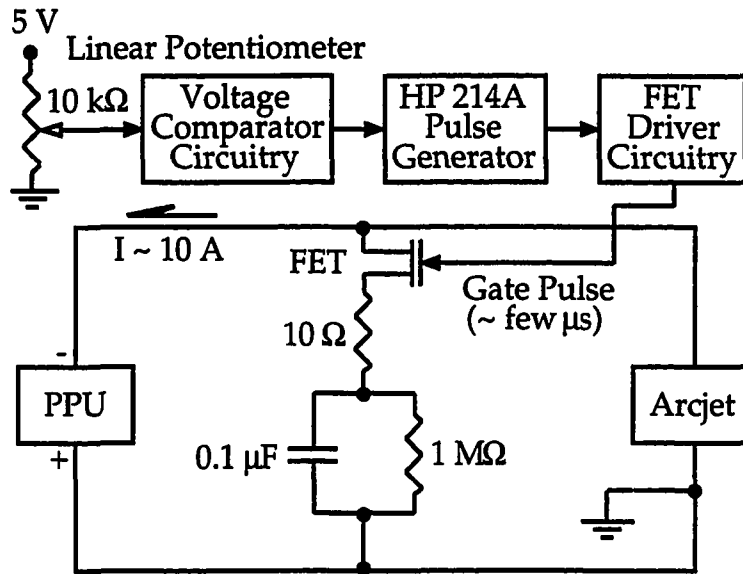 5 V
Linear Potentiometer
10 kΩ
Voltage
Comparator
Circuitry
HP 214A
Pulse
Generator
FET
Driver
Circuitry
I ~ 10 A
FET
Gate Pulse
(~ few µs)
10 Ω
-
PPU
+
Arcjet
0.1 µF
1 MΩ